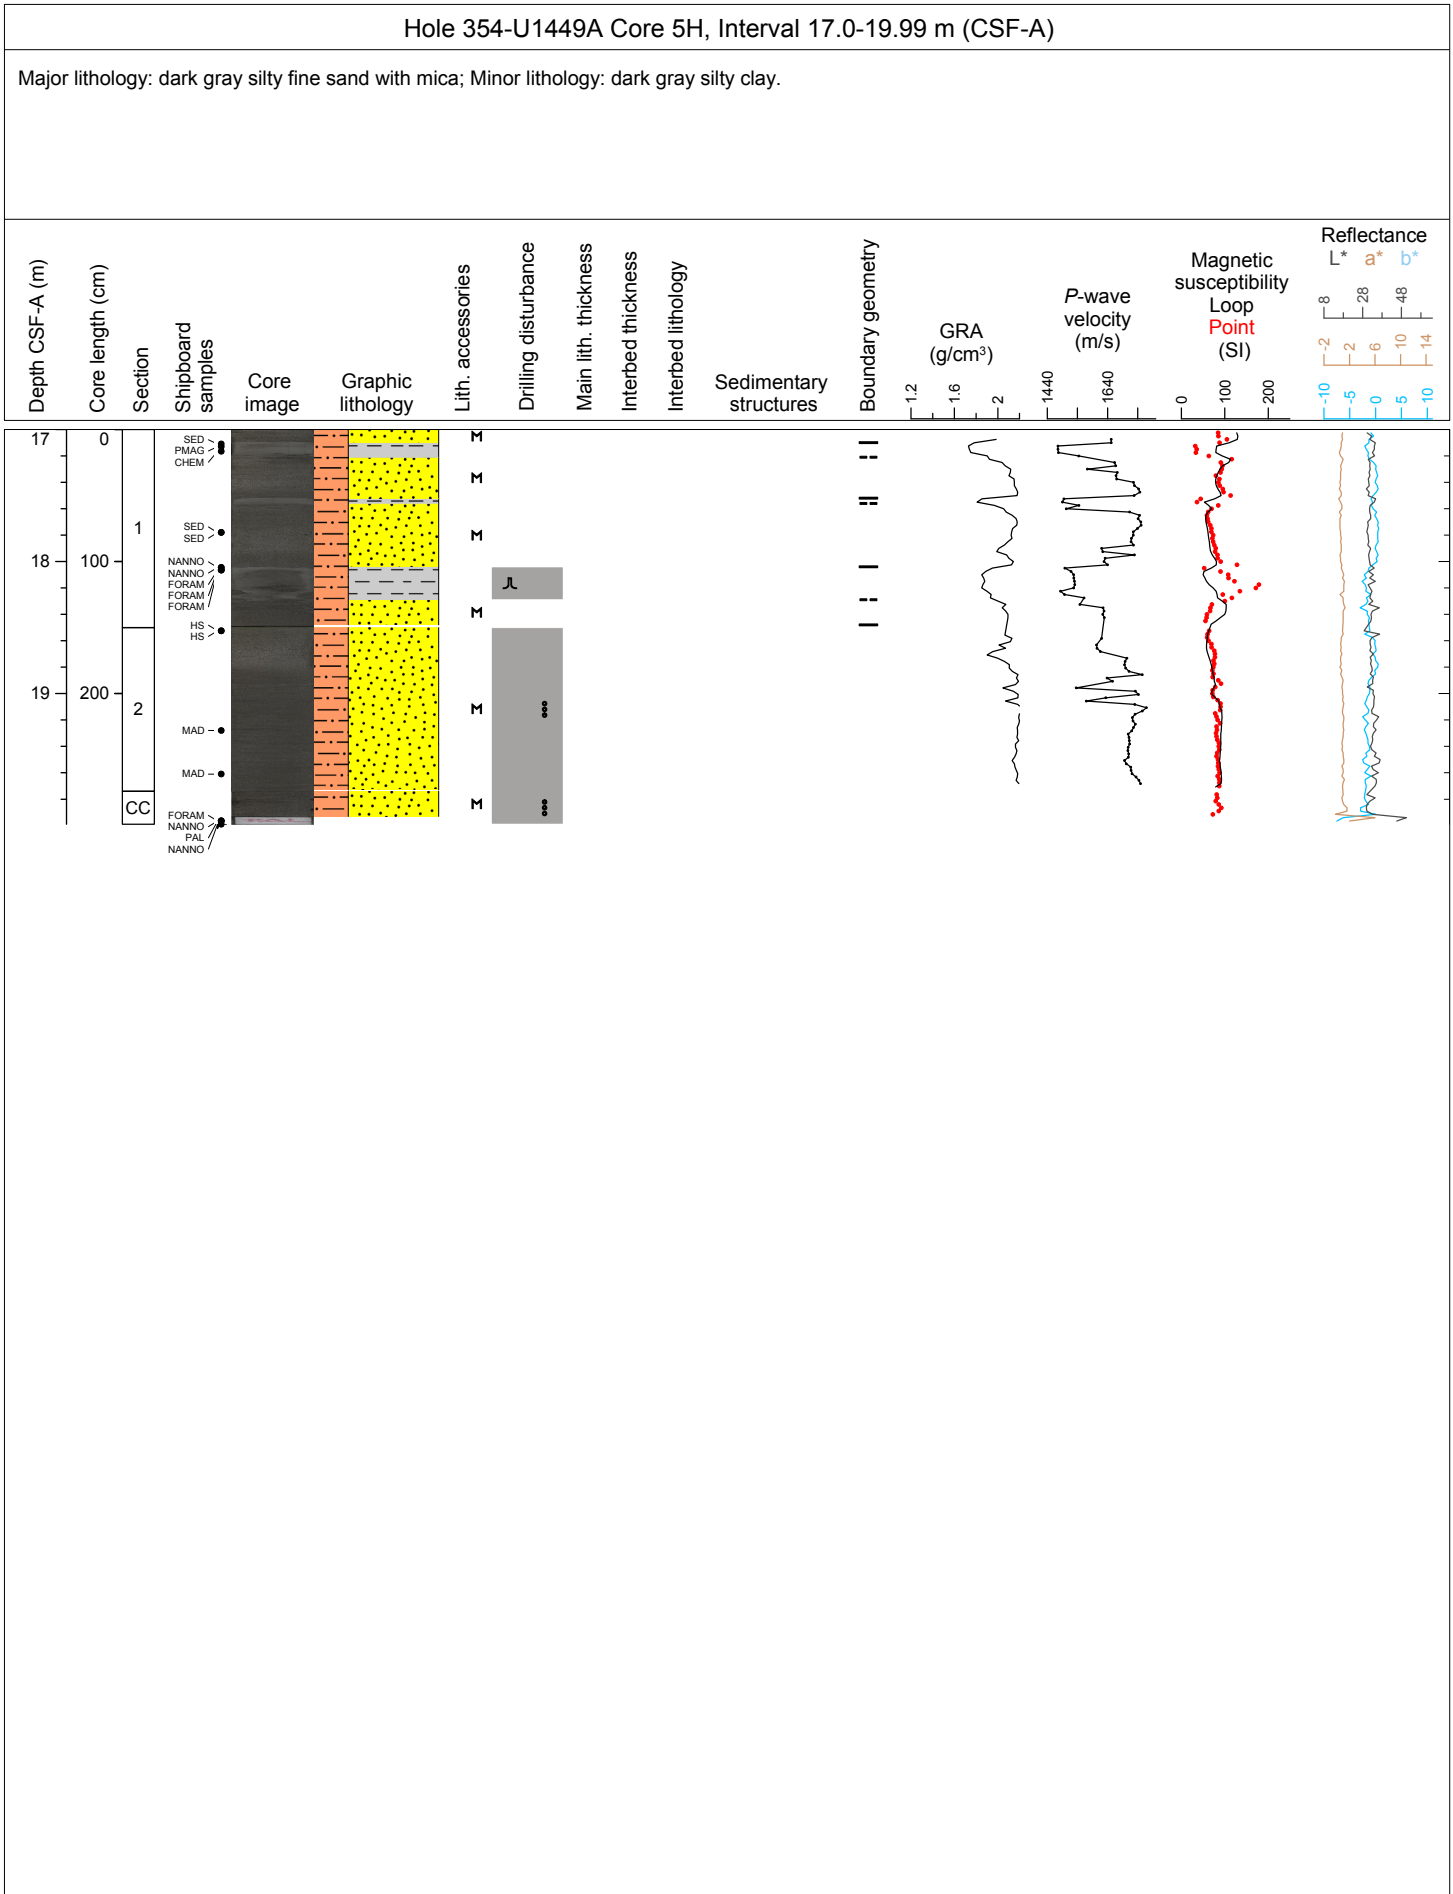 Hole 354-U1449A Core 5H, Interval 17.0-19.99 m (CSF-A)
Major lithology: dark gray silty fine sand with mica; Minor lithology: dark gray silty clay.
Depth CSF-A (m)
Core length (cm)
Section
Shipboard
samples
Core
image
Graphic
lithology
Lith. accessories
Drilling disturbance
Main lith. thickness
Interbed thickness
Interbed lithology
Sedimentary
structures
Boundary geometry
GRA
(g/cm³)
1.2 1.6 2
P-wave
velocity
(m/s)
1440 1640
Magnetic
susceptibility
Loop
Point
(SI)
0 100 200
Reflectance
L* a* b*
8 28 48
-2 2 6 10 14
-10 -5 0 5 10
17 0
18 100
19 200
1
2
CC
SED
PMAG
CHEM
SED
SED
NANNO
NANNO
FORAM
FORAM
FORAM
HS
HS
MAD
MAD
FORAM
NANNO
PAL
NANNO
M
M
M
M
M
M
PAL